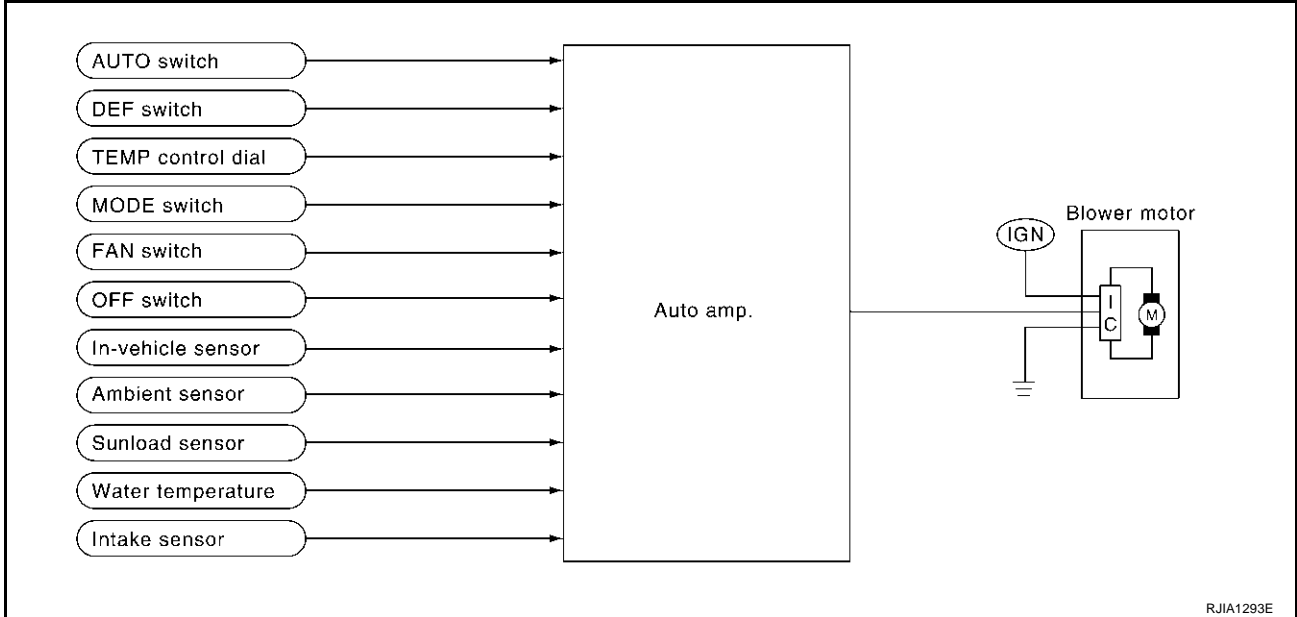 AUTO switch
DEF switch
TEMP control dial
MODE switch
FAN switch
OFF switch
In-vehicle sensor
Ambient sensor
Sunload sensor
Water temperature
Intake sensor
Auto amp.
IGN
Blower motor
I
C
M
RJIA1293E